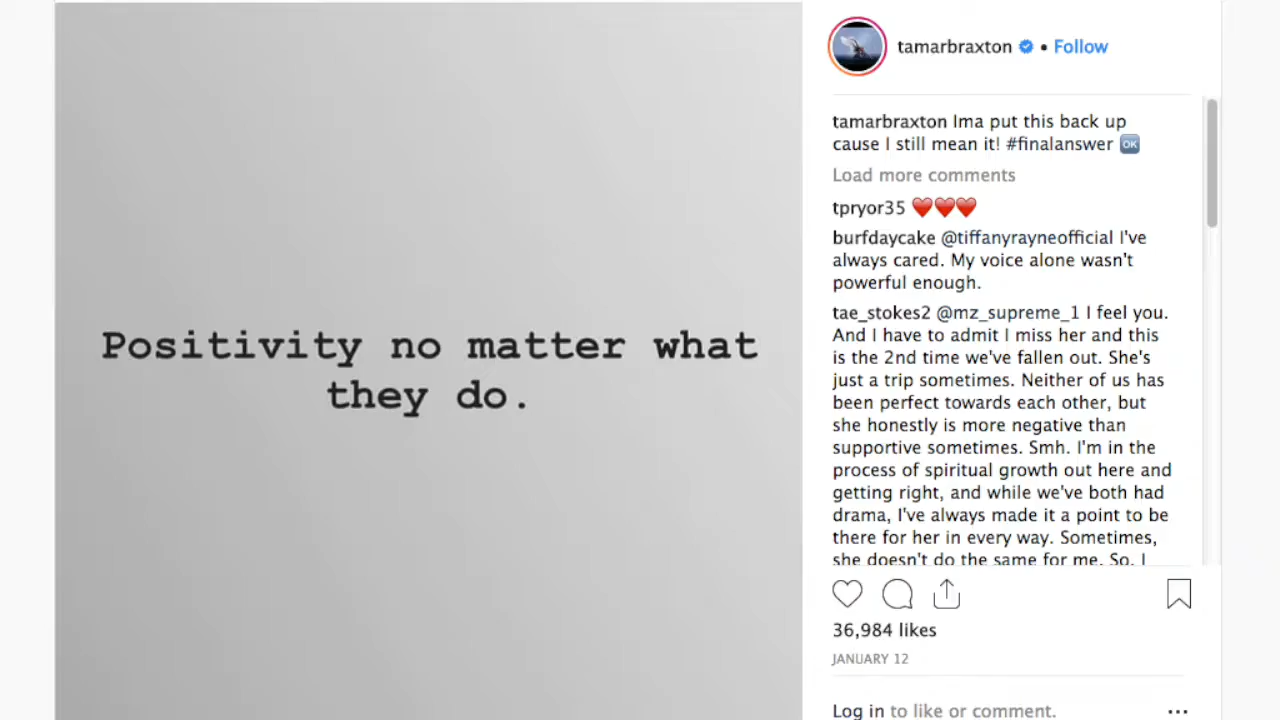 Positivity no matter what
they do.
tamarbraxton • Follow
tamarbraxton Ima put this back up
cause I still mean it! #finalanswer 🆗
Load more comments
tpryor35 ❤️❤️❤️
burfdaycake @tiffanyrayneofficial I've
always cared. My voice alone wasn't
powerful enough.
tae_stokes2 @mz_supreme_1 I feel you.
And I have to admit I miss her and this
is the 2nd time we've fallen out. She's
just a trip sometimes. Neither of us has
been perfect towards each other, but
she honestly is more negative than
supportive sometimes. Smh. I'm in the
process of spiritual growth out here and
getting right, and while we've both had
drama, I've always made it a point to be
there for her in every way. Sometimes,
she doesn't do the same for me. So, I
36,984 likes
JANUARY 12
Log in to like or comment.